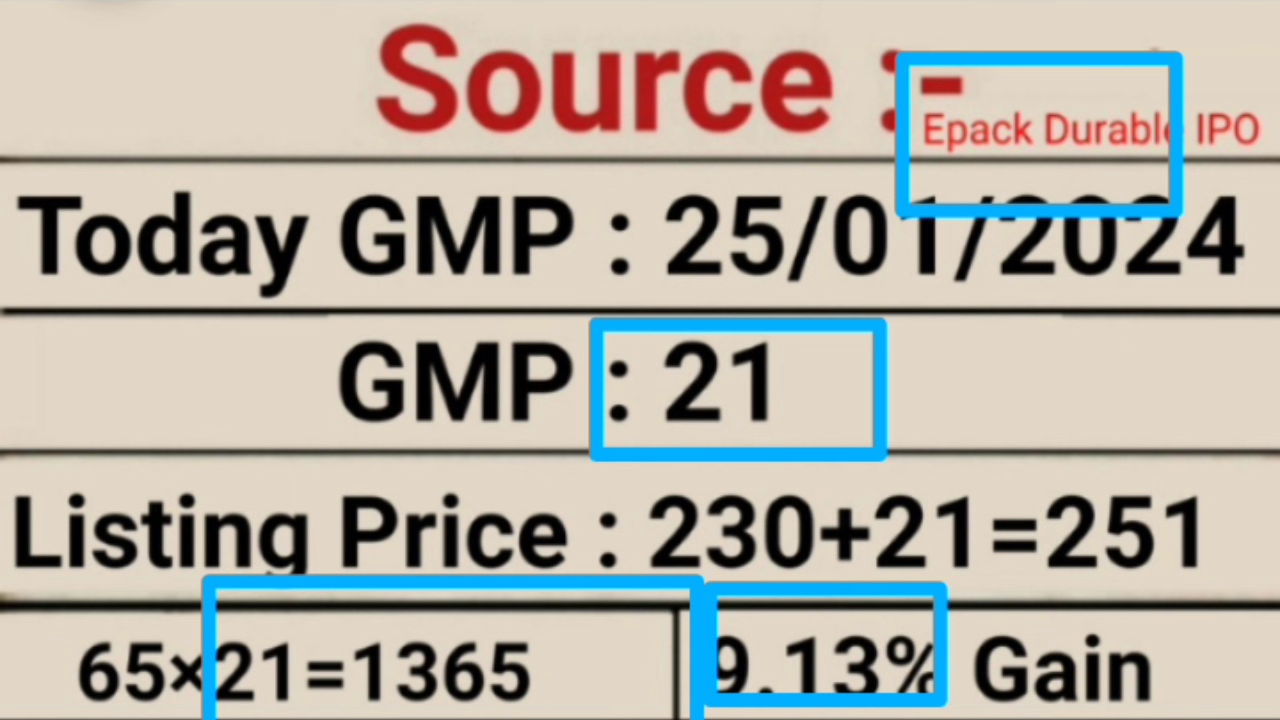 Source :-
Epack Durable IPO
Today GMP : 25/01/2024
GMP : 21
Listing Price : 230+21=251
65×21=1365
9.13% Gain